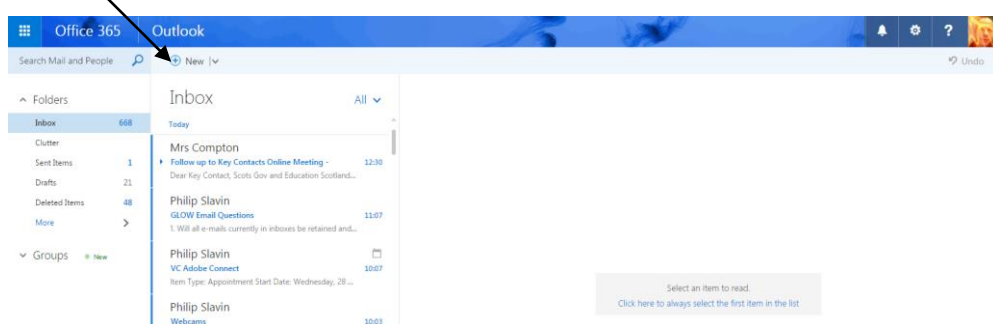 Office 365 Outlook ?
Search Mail and People New Undo
Folders
Inbox 668
Clutter
Sent Items 1
Drafts 21
Deleted Items 48
More
Groups New
Inbox All
Today
Mrs Compton
Follow up to Key Contacts Online Meeting - 12:30
Dear Key Contact, Scots Gov and Education Scotland...
Philip Slavin
GLOW Email Questions 11:07
1. Will all e-mails currently in inboxes be retained and...
Philip Slavin
VC Adobe Connect 10:07
Item Type: Appointment Start Date: Wednesday, 28 ...
Philip Slavin
Webcams 10:03
Select an item to read.
Click here to always select the first item in the list